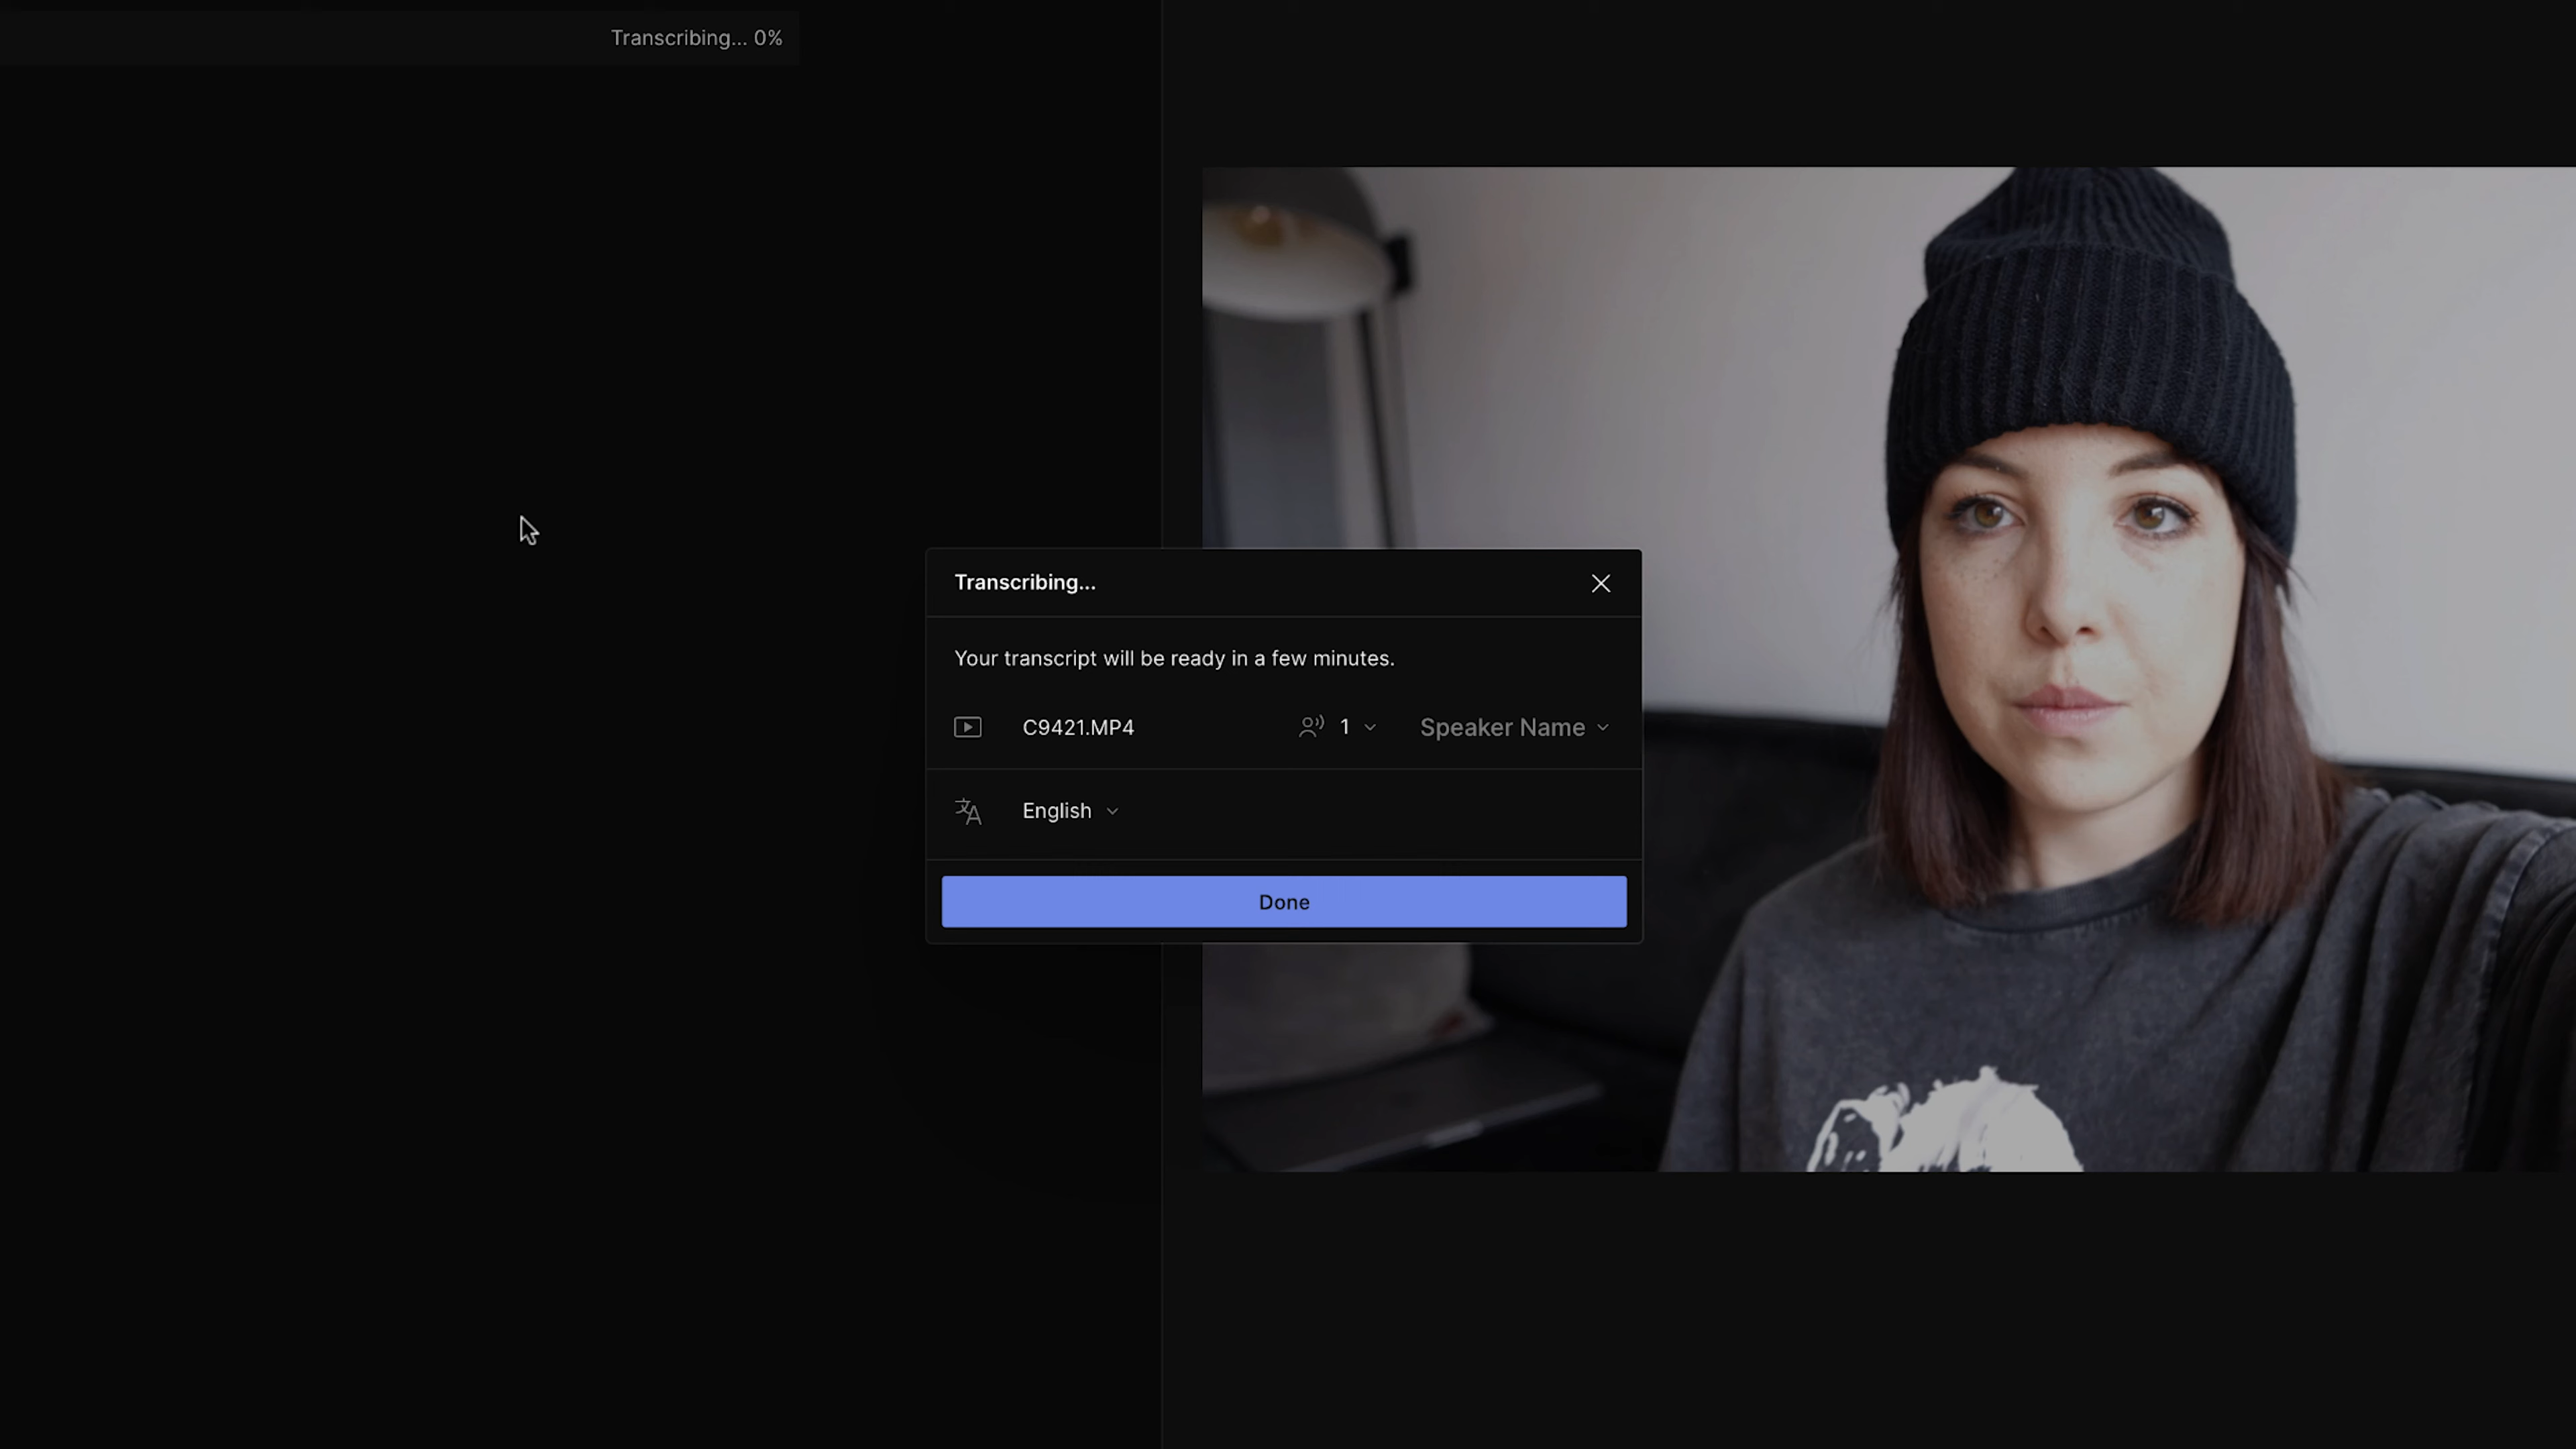 Transcribing... 0%
Transcribing...
Your transcript will be ready in a few minutes.
C9421.MP4 1 Speaker Name
English
Done